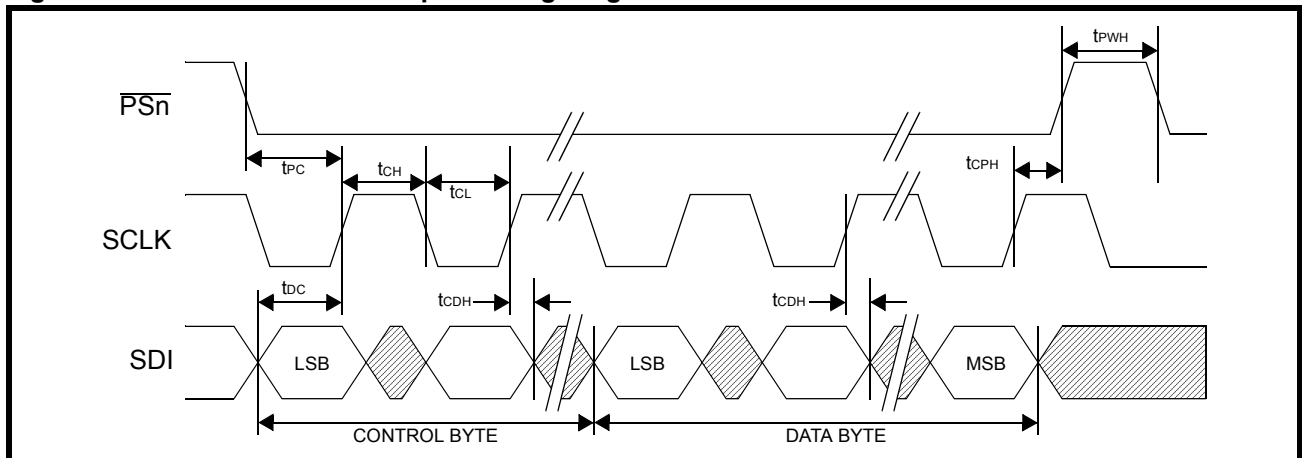 tPWH
PSn
tPC
tCH
tCL
tCPH
SCLK
tDC
tCDH
tCDH
SDI
LSB
LSB
MSB
CONTROL BYTE
DATA BYTE